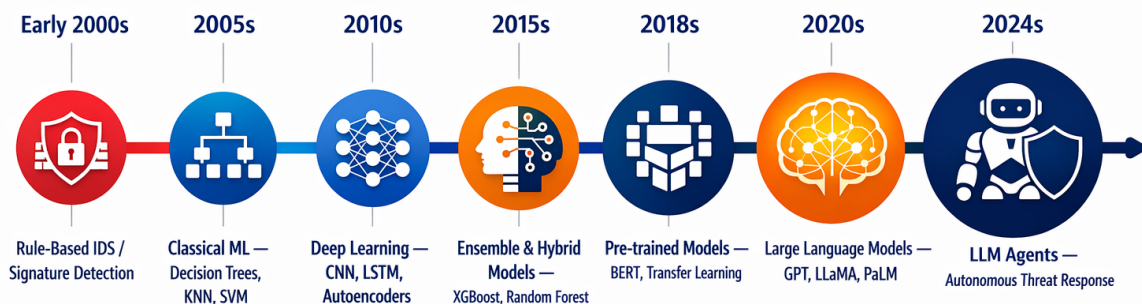 Early 2000s
2005s
2010s
2015s
2018s
2020s
2024s
Rule-Based IDS /
Signature Detection
Classical ML —
Decision Trees,
KNN, SVM
Deep Learning —
CNN, LSTM,
Autoencoders
Ensemble & Hybrid
Models —
XGBoost, Random Forest
Pre-trained Models —
BERT, Transfer Learning
Large Language Models —
GPT, LLaMA, PaLM
LLM Agents —
Autonomous Threat Response